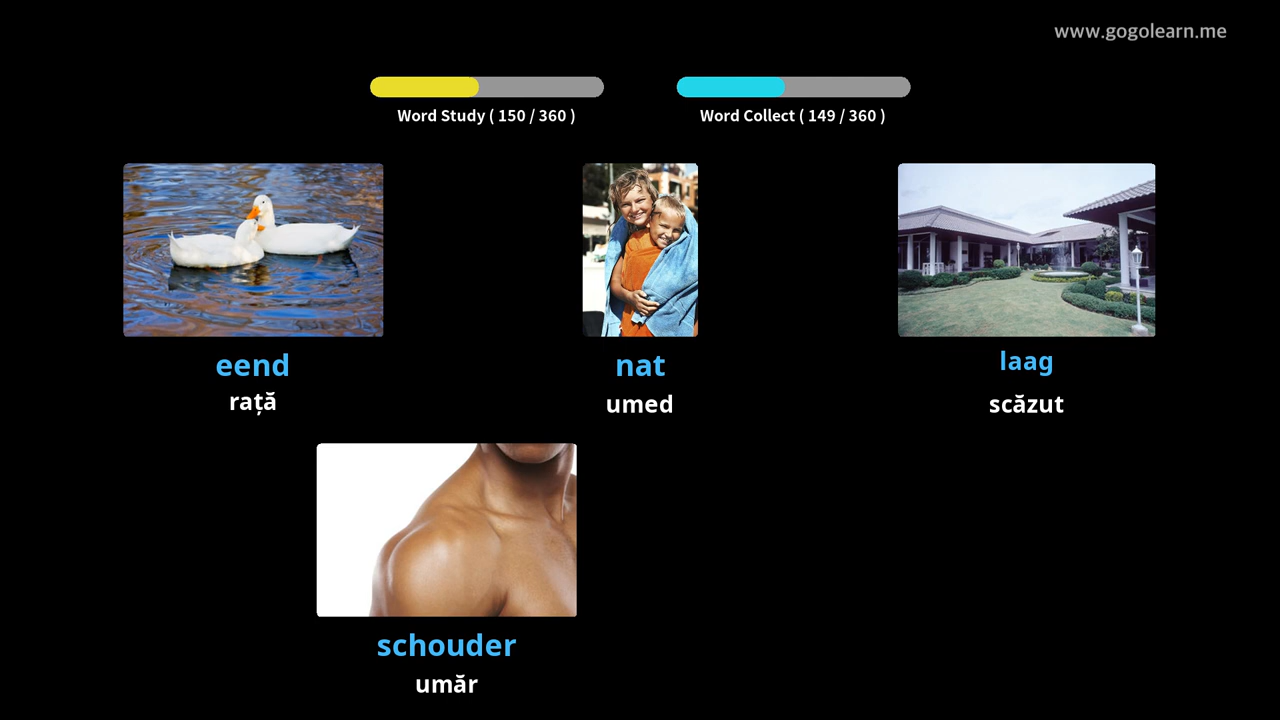 www.gogolearn.me
Word Study ( 150 / 360 )
Word Collect ( 149 / 360 )
eend
rață
nat
umed
laag
scăzut
schouder
umăr